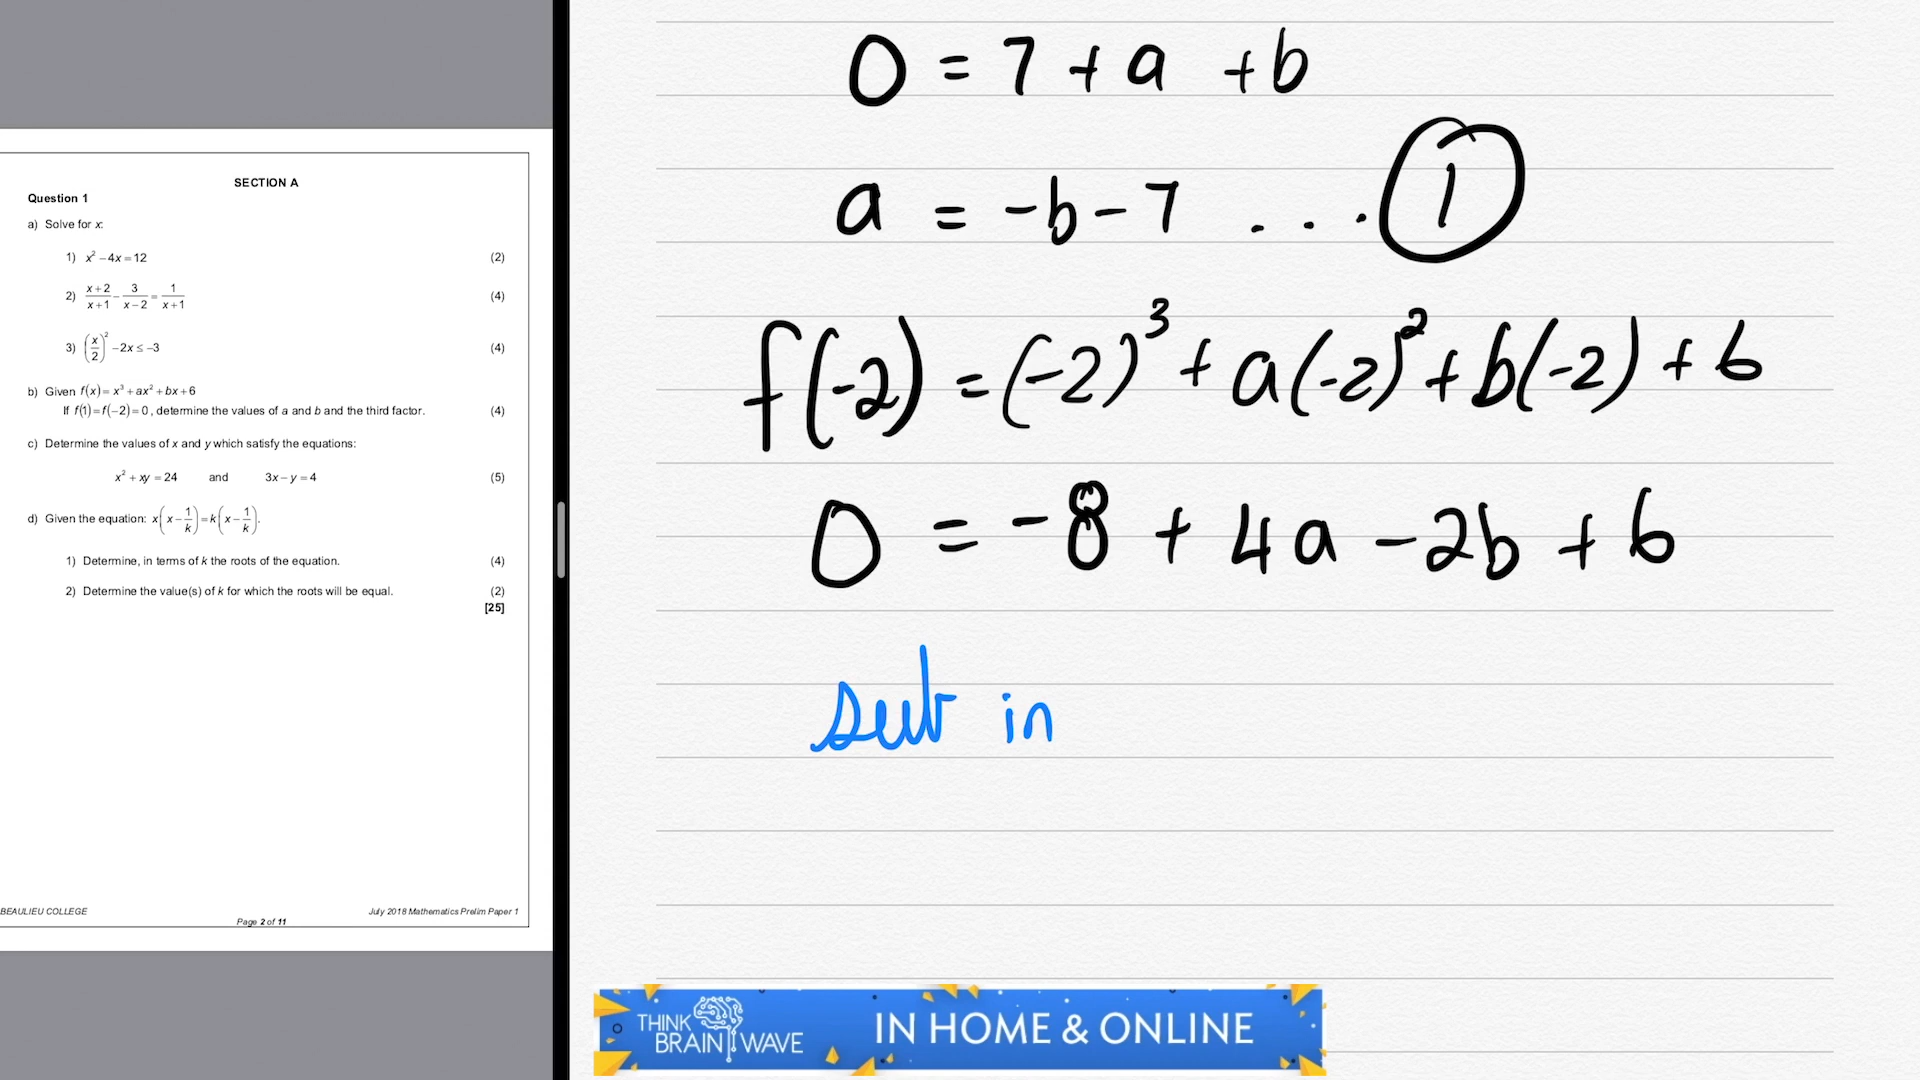 SECTION A
Question 1
a) Solve for x:
1) x² – 4x = 12 (2)
2) (x + 2)/(x + 1) – 3/(x – 2) = 1/(x + 1) (4)
3) (x/2)² – 2x ≤ –3 (4)
b) Given f(x) = x³ + ax² + bx + 6
If f(1) = f(–2) = 0, determine the values of a and b and the third factor. (4)
c) Determine the values of x and y which satisfy the equations:
x² + xy = 24 and 3x – y = 4 (5)
d) Given the equation: x(x – 1/k) = k(x – 1/k).
1) Determine, in terms of k the roots of the equation. (4)
2) Determine the value(s) of k for which the roots will be equal. (2)
[25]
BEAULIEU COLLEGE July 2018 Mathematics Prelim Paper 1
Page 2 of 11
0 = 7 + a + b
a = -b - 7 ... 1
f(-2) = (-2)³ + a(-2)² + b(-2) + 6
0 = -8 + 4a - 2b + 6
sub in
THINK BRAIN WAVE
IN HOME & ONLINE